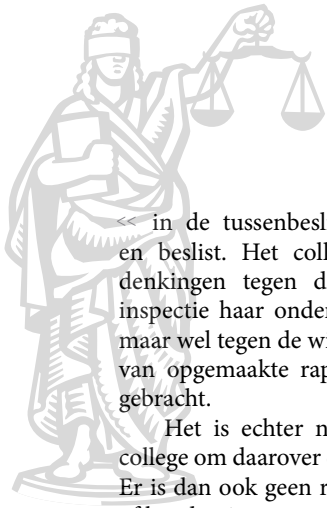 << in de tussenbesl
en beslist. Het coll
denkingen tegen d
inspectie haar onder
maar wel tegen de wi
van opgemaakte rap
gebracht.
Het is echter n
college om daarover
Er is dan ook geen r